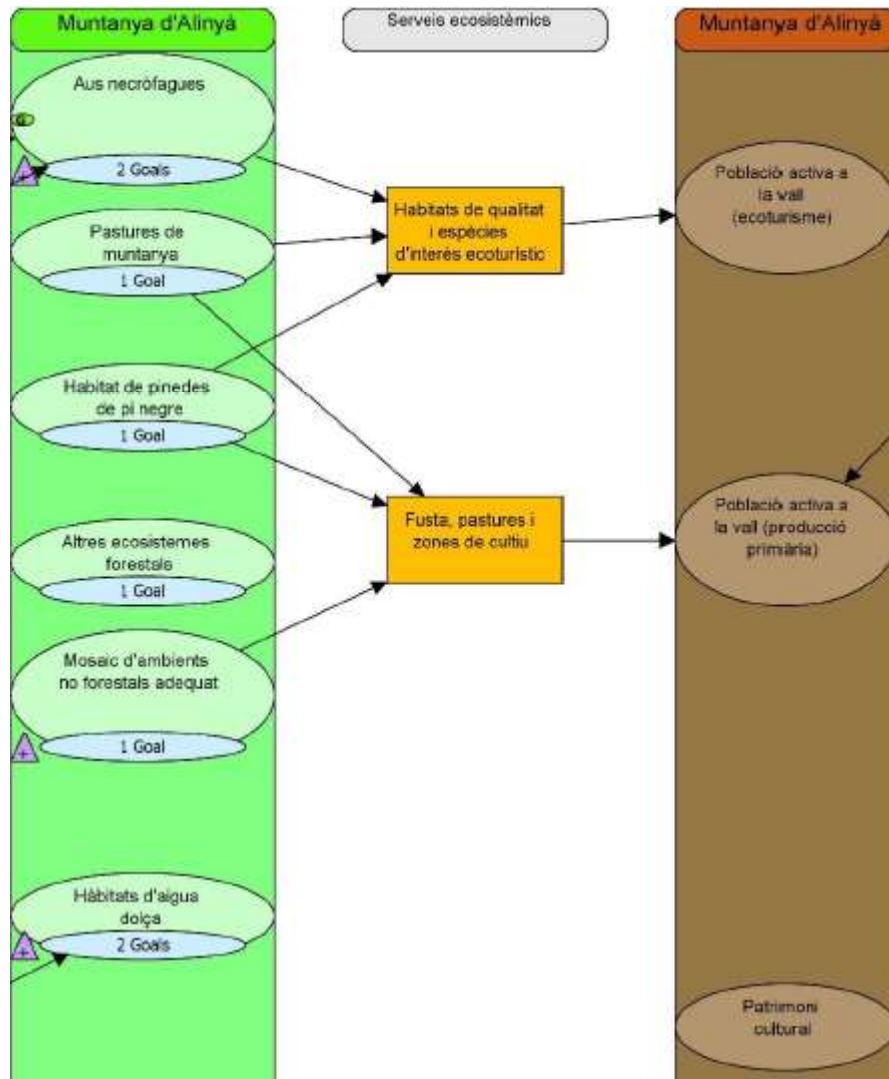 Muntanya d'Alinyà
Serveis ecosistèmics
Muntanya d'Alinyà
Aus necròfagues
2 Goals
Pastures de
muntanya
1 Goal
Habitats de qualitat
i espècies
d'interès ecoturístic
Població activa a
la vall
(ecoturisme)
Habitat de pinedes
de pi negre
1 Goal
Fusta, pastures i
zones de cultiu
Població activa a
la vall (producció
primària)
Altres ecosistemes
forestals
1 Goal
Mosaic d'ambients
no forestals adequat
1 Goal
Hàbitats d'aigua
dolça
2 Goals
Patrimoni
cultural